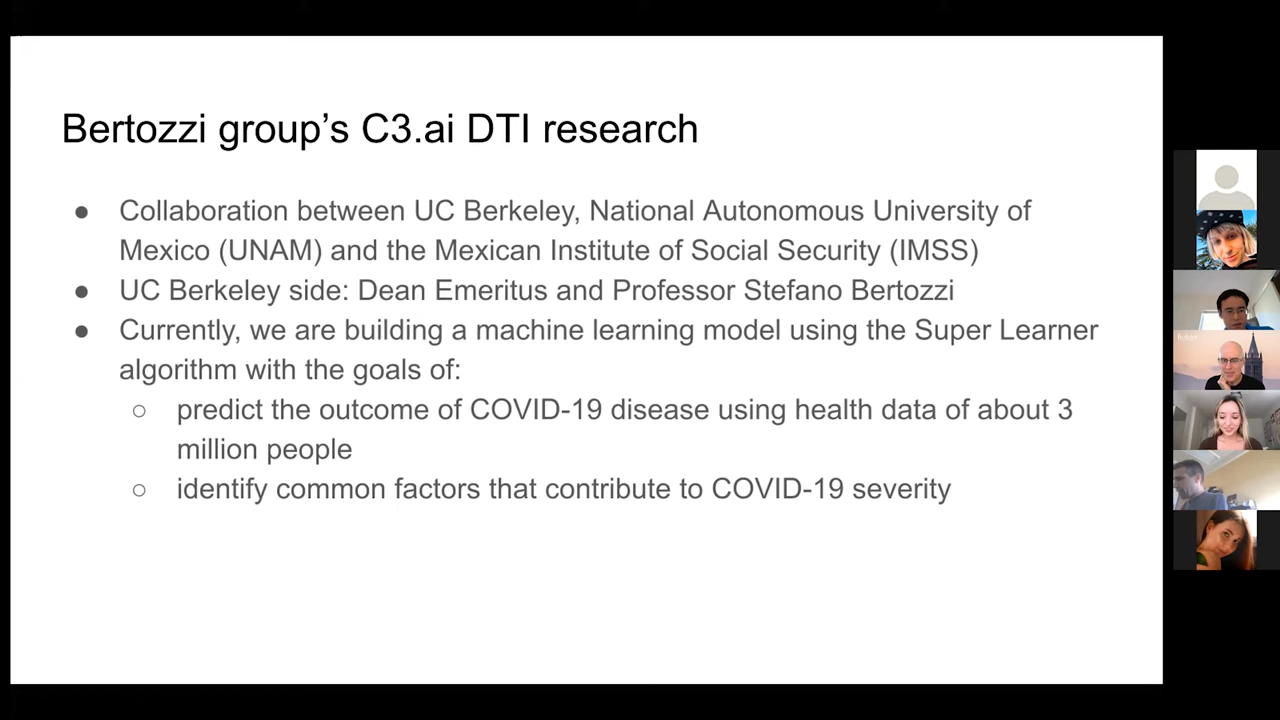 Bertozzi group’s C3.ai DTI research
● Collaboration between UC Berkeley, National Autonomous University of
Mexico (UNAM) and the Mexican Institute of Social Security (IMSS)
● UC Berkeley side: Dean Emeritus and Professor Stefano Bertozzi
● Currently, we are building a machine learning model using the Super Learner
algorithm with the goals of:
○ predict the outcome of COVID-19 disease using health data of about 3
million people
○ identify common factors that contribute to COVID-19 severity